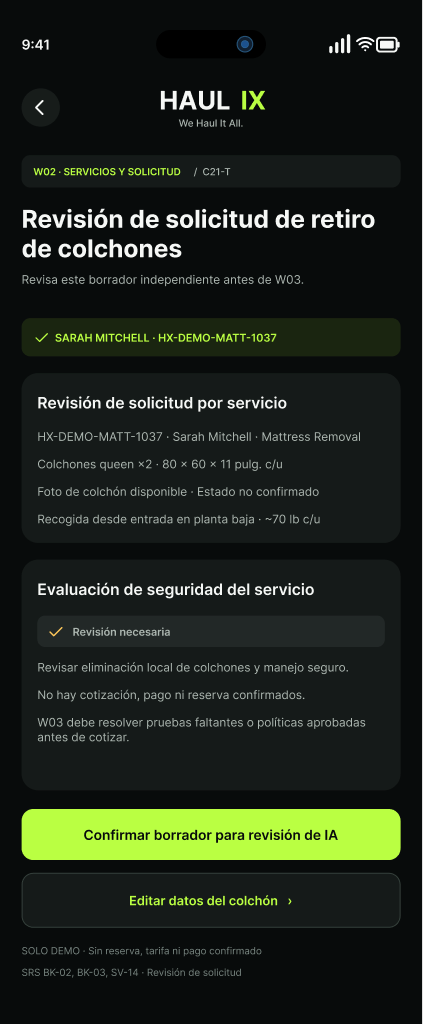 9:41
HAUL IX
We Haul It All.
W02 · SERVICIOS Y SOLICITUD / C21-T
Revisión de solicitud de retiro
de colchones
Revisa este borrador independiente antes de W03.
SARAH MITCHELL · HX-DEMO-MATT-1037
Revisión de solicitud por servicio
HX-DEMO-MATT-1037 · Sarah Mitchell · Mattress Removal
Colchones queen ×2 · 80 × 60 × 11 pulg. c/u
Foto de colchón disponible · Estado no confirmado
Recogida desde entrada en planta baja · ~70 lb c/u
Evaluación de seguridad del servicio
Revisión necesaria
Revisar eliminación local de colchones y manejo seguro.
No hay cotización, pago ni reserva confirmados.
W03 debe resolver pruebas faltantes o políticas aprobadas
antes de cotizar.
Confirmar borrador para revisión de IA
Editar datos del colchón ›
SOLO DEMO · Sin reserva, tarifa ni pago confirmado
SRS BK-02, BK-03, SV-14 · Revisión de solicitud